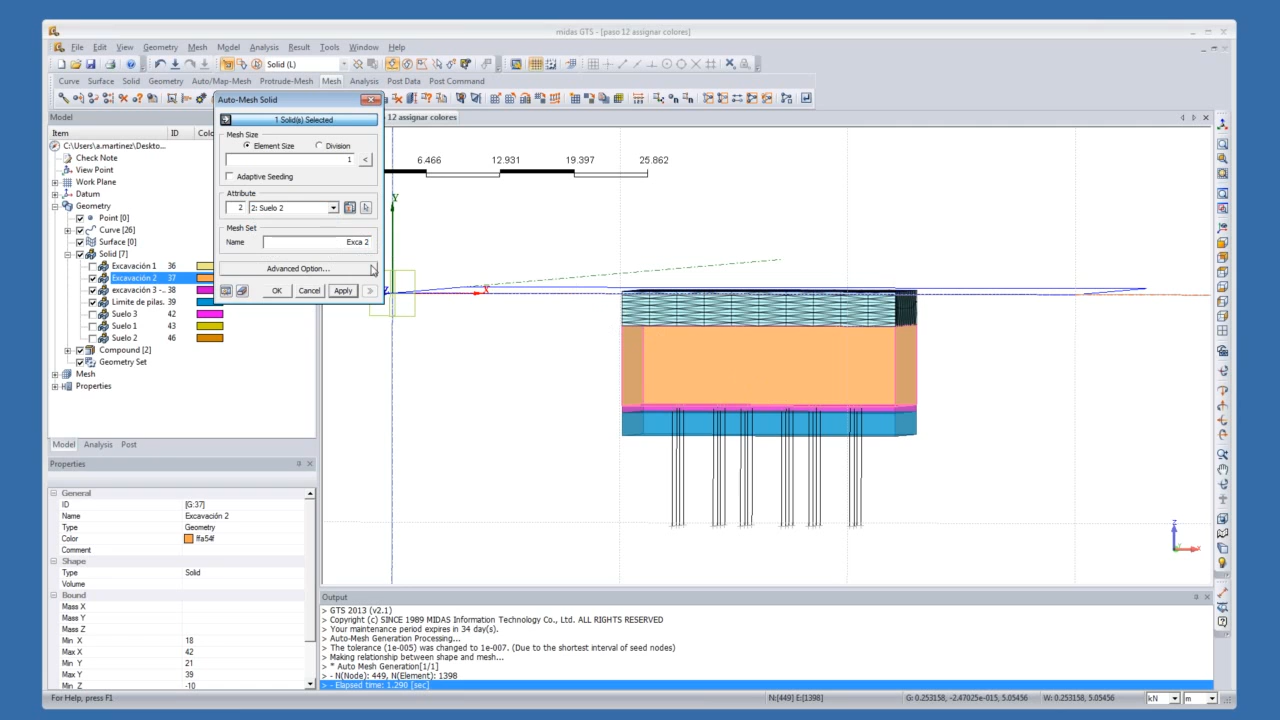 midas GTS - [paso 12 assignar colores]
File Edit View Geometry Mesh Model Analysis Result Tools Window Help
Solid (L)
Curve Surface Solid Geometry Auto/Map-Mesh Protrude-Mesh Mesh Analysis Post Data Post Command
Model
12 assignar colores
Item ID Colo
C:\Users\a.martinez\Deskto...
Check Note
View Point
Work Plane
Datum
Geometry
Point [0]
Curve [26]
Surface [0]
Solid [7]
Excavación 1 36
Excavación 2 37
excavación 3 -.. 38
Limite de pilas. 39
Suelo 3 42
Suelo 1 43
Suelo 2 46
Compound [2]
Geometry Set
Mesh
Properties
Model Analysis Post
Auto-Mesh Solid
1 Solid(s) Selected
Mesh Size
Element Size Division
1 <
Adaptive Seeding
Attribute
2 2: Suelo 2
Mesh Set
Name Exca 2
Advanced Option...
OK Cancel Apply
6.466 12.931 19.397 25.862
Y
X
Z
Properties
General
ID [G:37]
Name Excavación 2
Type Geometry
Color ffa54f
Comment
Shape
Type Solid
Volume
Bound
Mass X
Mass Y
Mass Z
Min X 18
Max X 42
Min Y 21
Max Y 39
Min Z -10
Output
> GTS 2013 (v2.1)
> Copyright (c) SINCE 1989 MIDAS Information Technology Co., Ltd. ALL RIGHTS RESERVED
> Your maintenance period expires in 34 day(s).
> Auto-Mesh Generation Processing...
> The tolerance (1e-005) was changed to 1e-007. (Due to the shortest interval of seed nodes)
> Making relationship between shape and mesh...
> * Auto Mesh Generation[1/1]
> - N(Node): 449, N(Element): 1398
> - Elapsed time: 1.290 [sec]
For Help, press F1
N:[449] E:[1398]
G: 0.253158, -2.47025e-015, 5.05456
W: 0.253158, 5.05456
kN
m